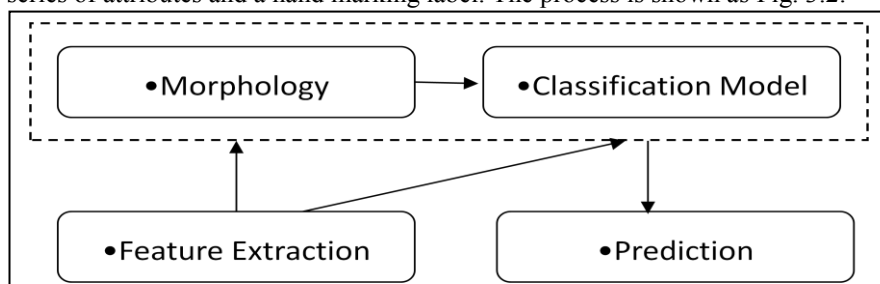 series of attributes and a hand marking label. The process is shown as Fig. 3.2.
•Morphology
•Classification Model
•Feature Extraction
•Prediction